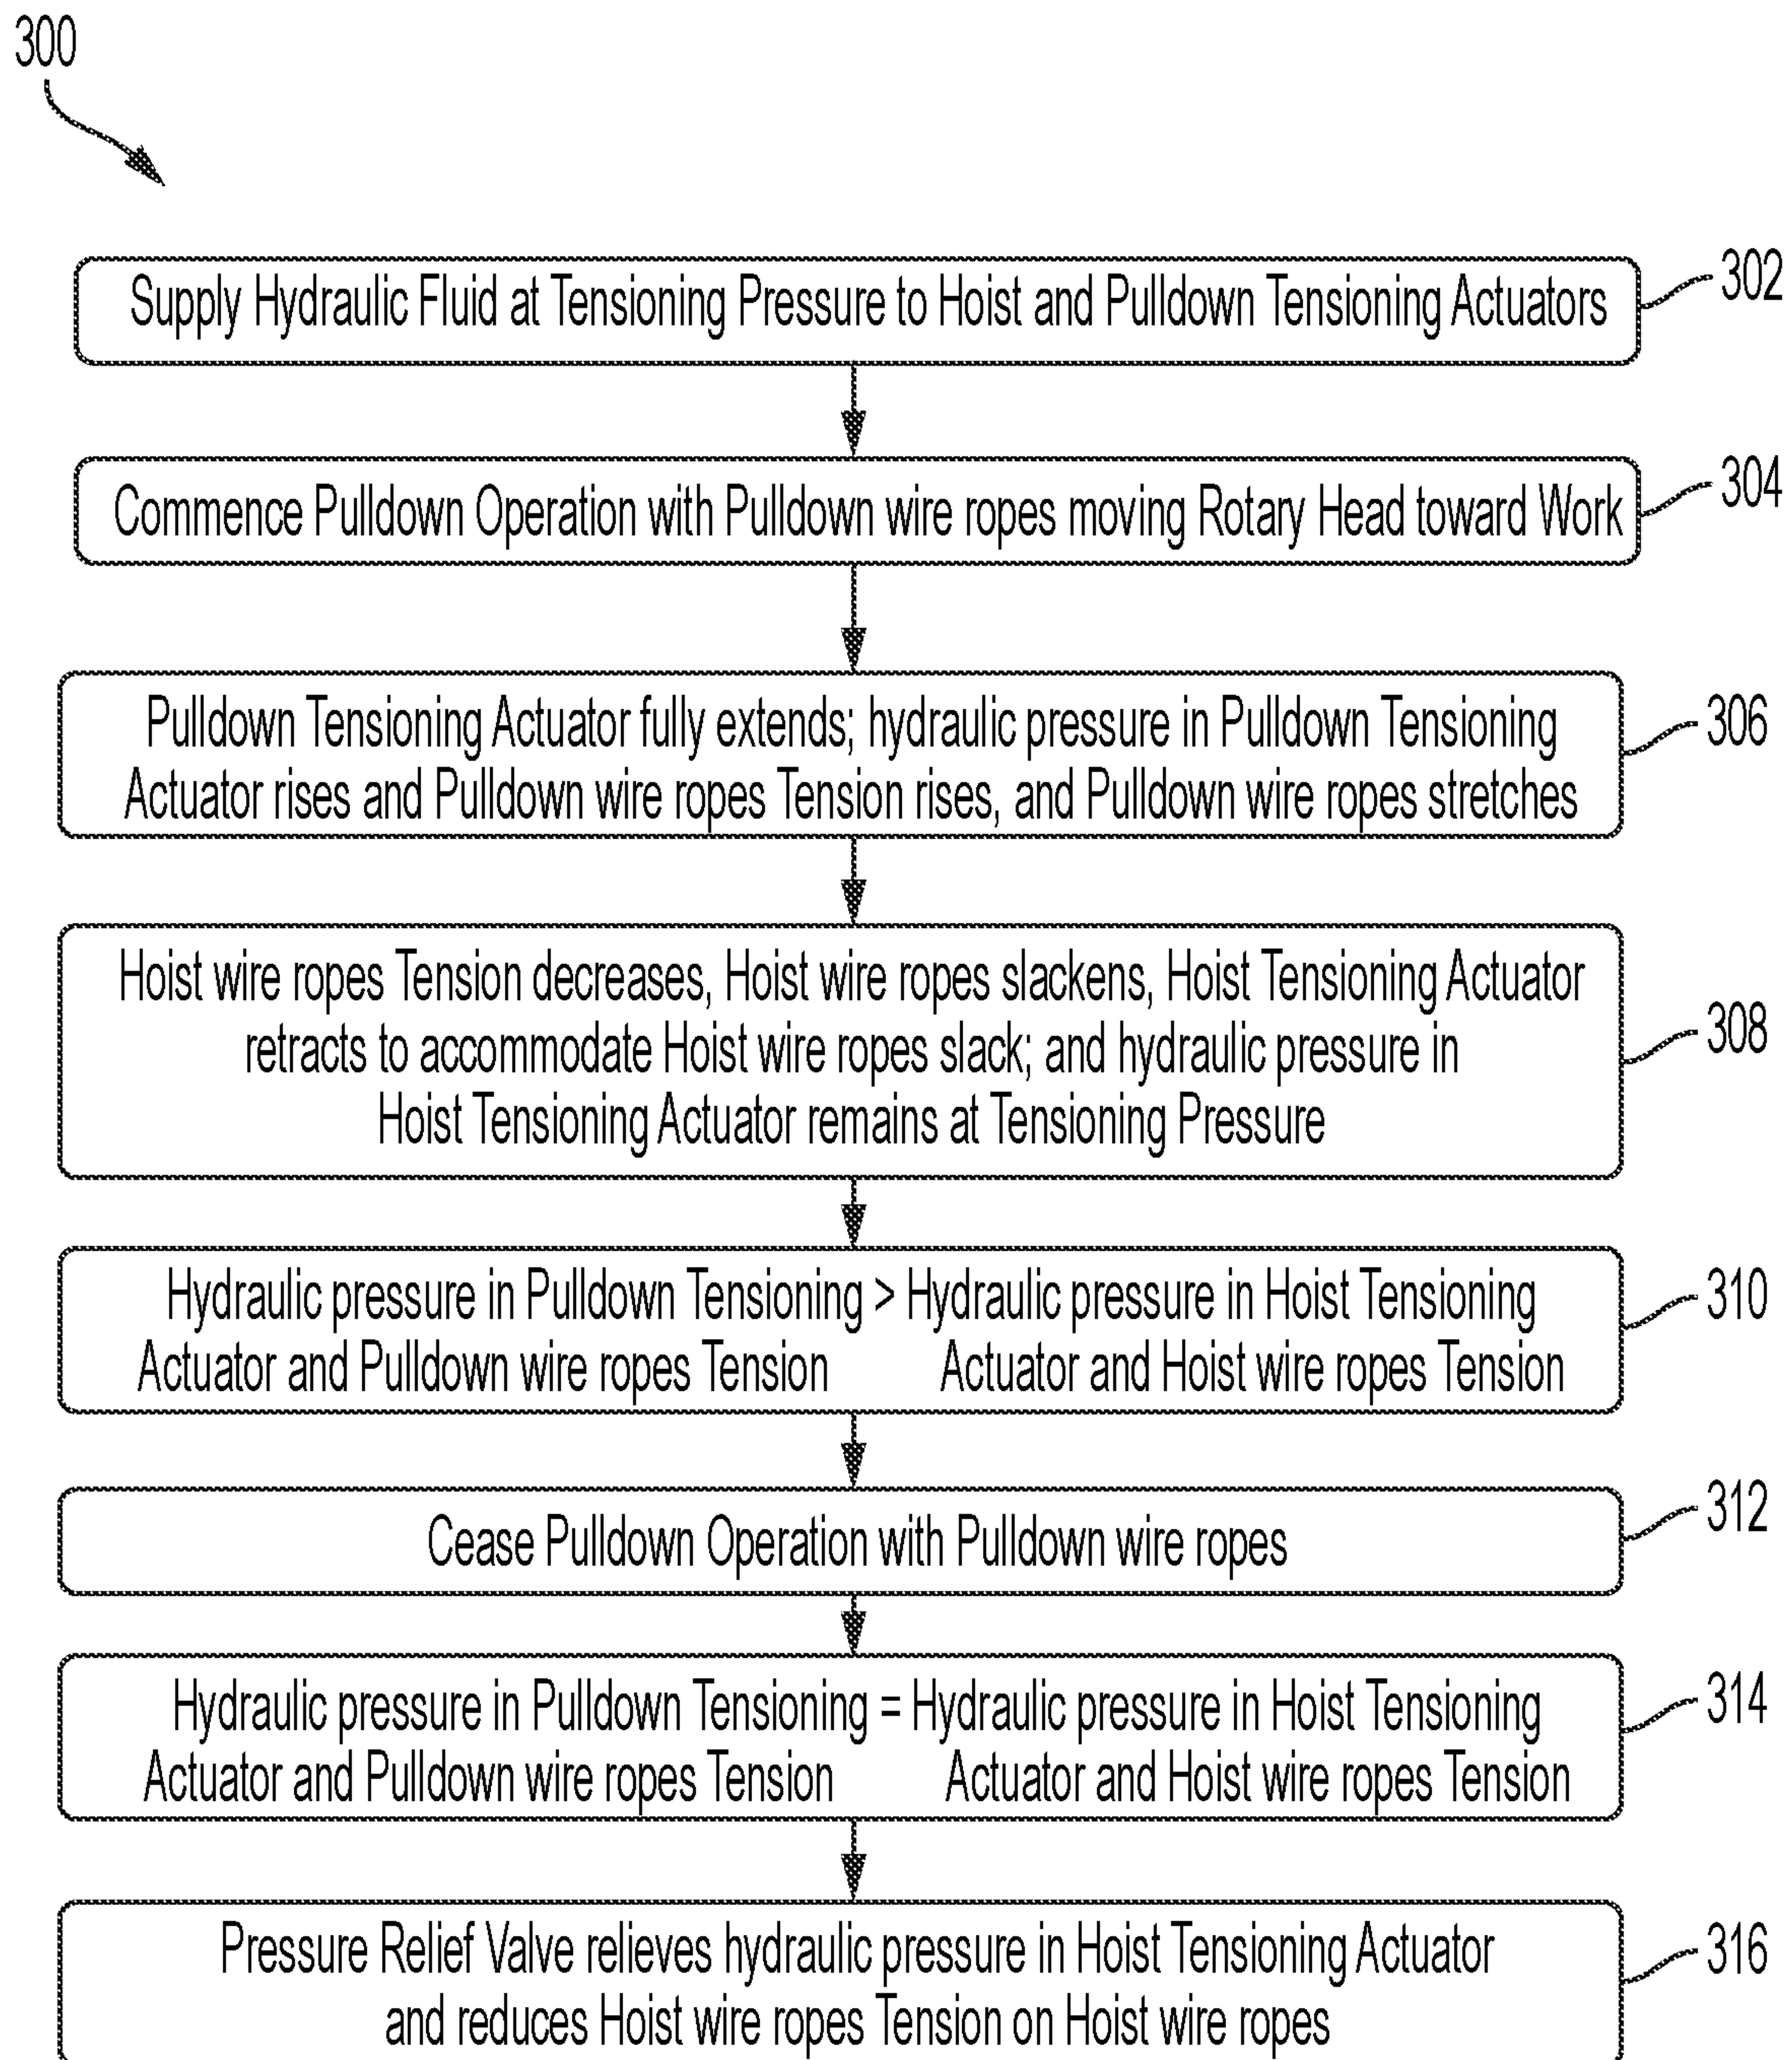 300
Supply Hydraulic Fluid at Tensioning Pressure to Hoist and Pulldown Tensioning Actuators
302
Commence Pulldown Operation with Pulldown wire ropes moving Rotary Head toward Work
304
Pulldown Tensioning Actuator fully extends; hydraulic pressure in Pulldown Tensioning
Actuator rises and Pulldown wire ropes Tension rises, and Pulldown wire ropes stretches
306
Hoist wire ropes Tension decreases, Hoist wire ropes slackens, Hoist Tensioning Actuator
retracts to accommodate Hoist wire ropes slack; and hydraulic pressure in
Hoist Tensioning Actuator remains at Tensioning Pressure
308
Hydraulic pressure in Pulldown Tensioning > Hydraulic pressure in Hoist Tensioning
Actuator and Pulldown wire ropes Tension Actuator and Hoist wire ropes Tension
310
Cease Pulldown Operation with Pulldown wire ropes
312
Hydraulic pressure in Pulldown Tensioning = Hydraulic pressure in Hoist Tensioning
Actuator and Pulldown wire ropes Tension Actuator and Hoist wire ropes Tension
314
Pressure Relief Valve relieves hydraulic pressure in Hoist Tensioning Actuator
and reduces Hoist wire ropes Tension on Hoist wire ropes
316